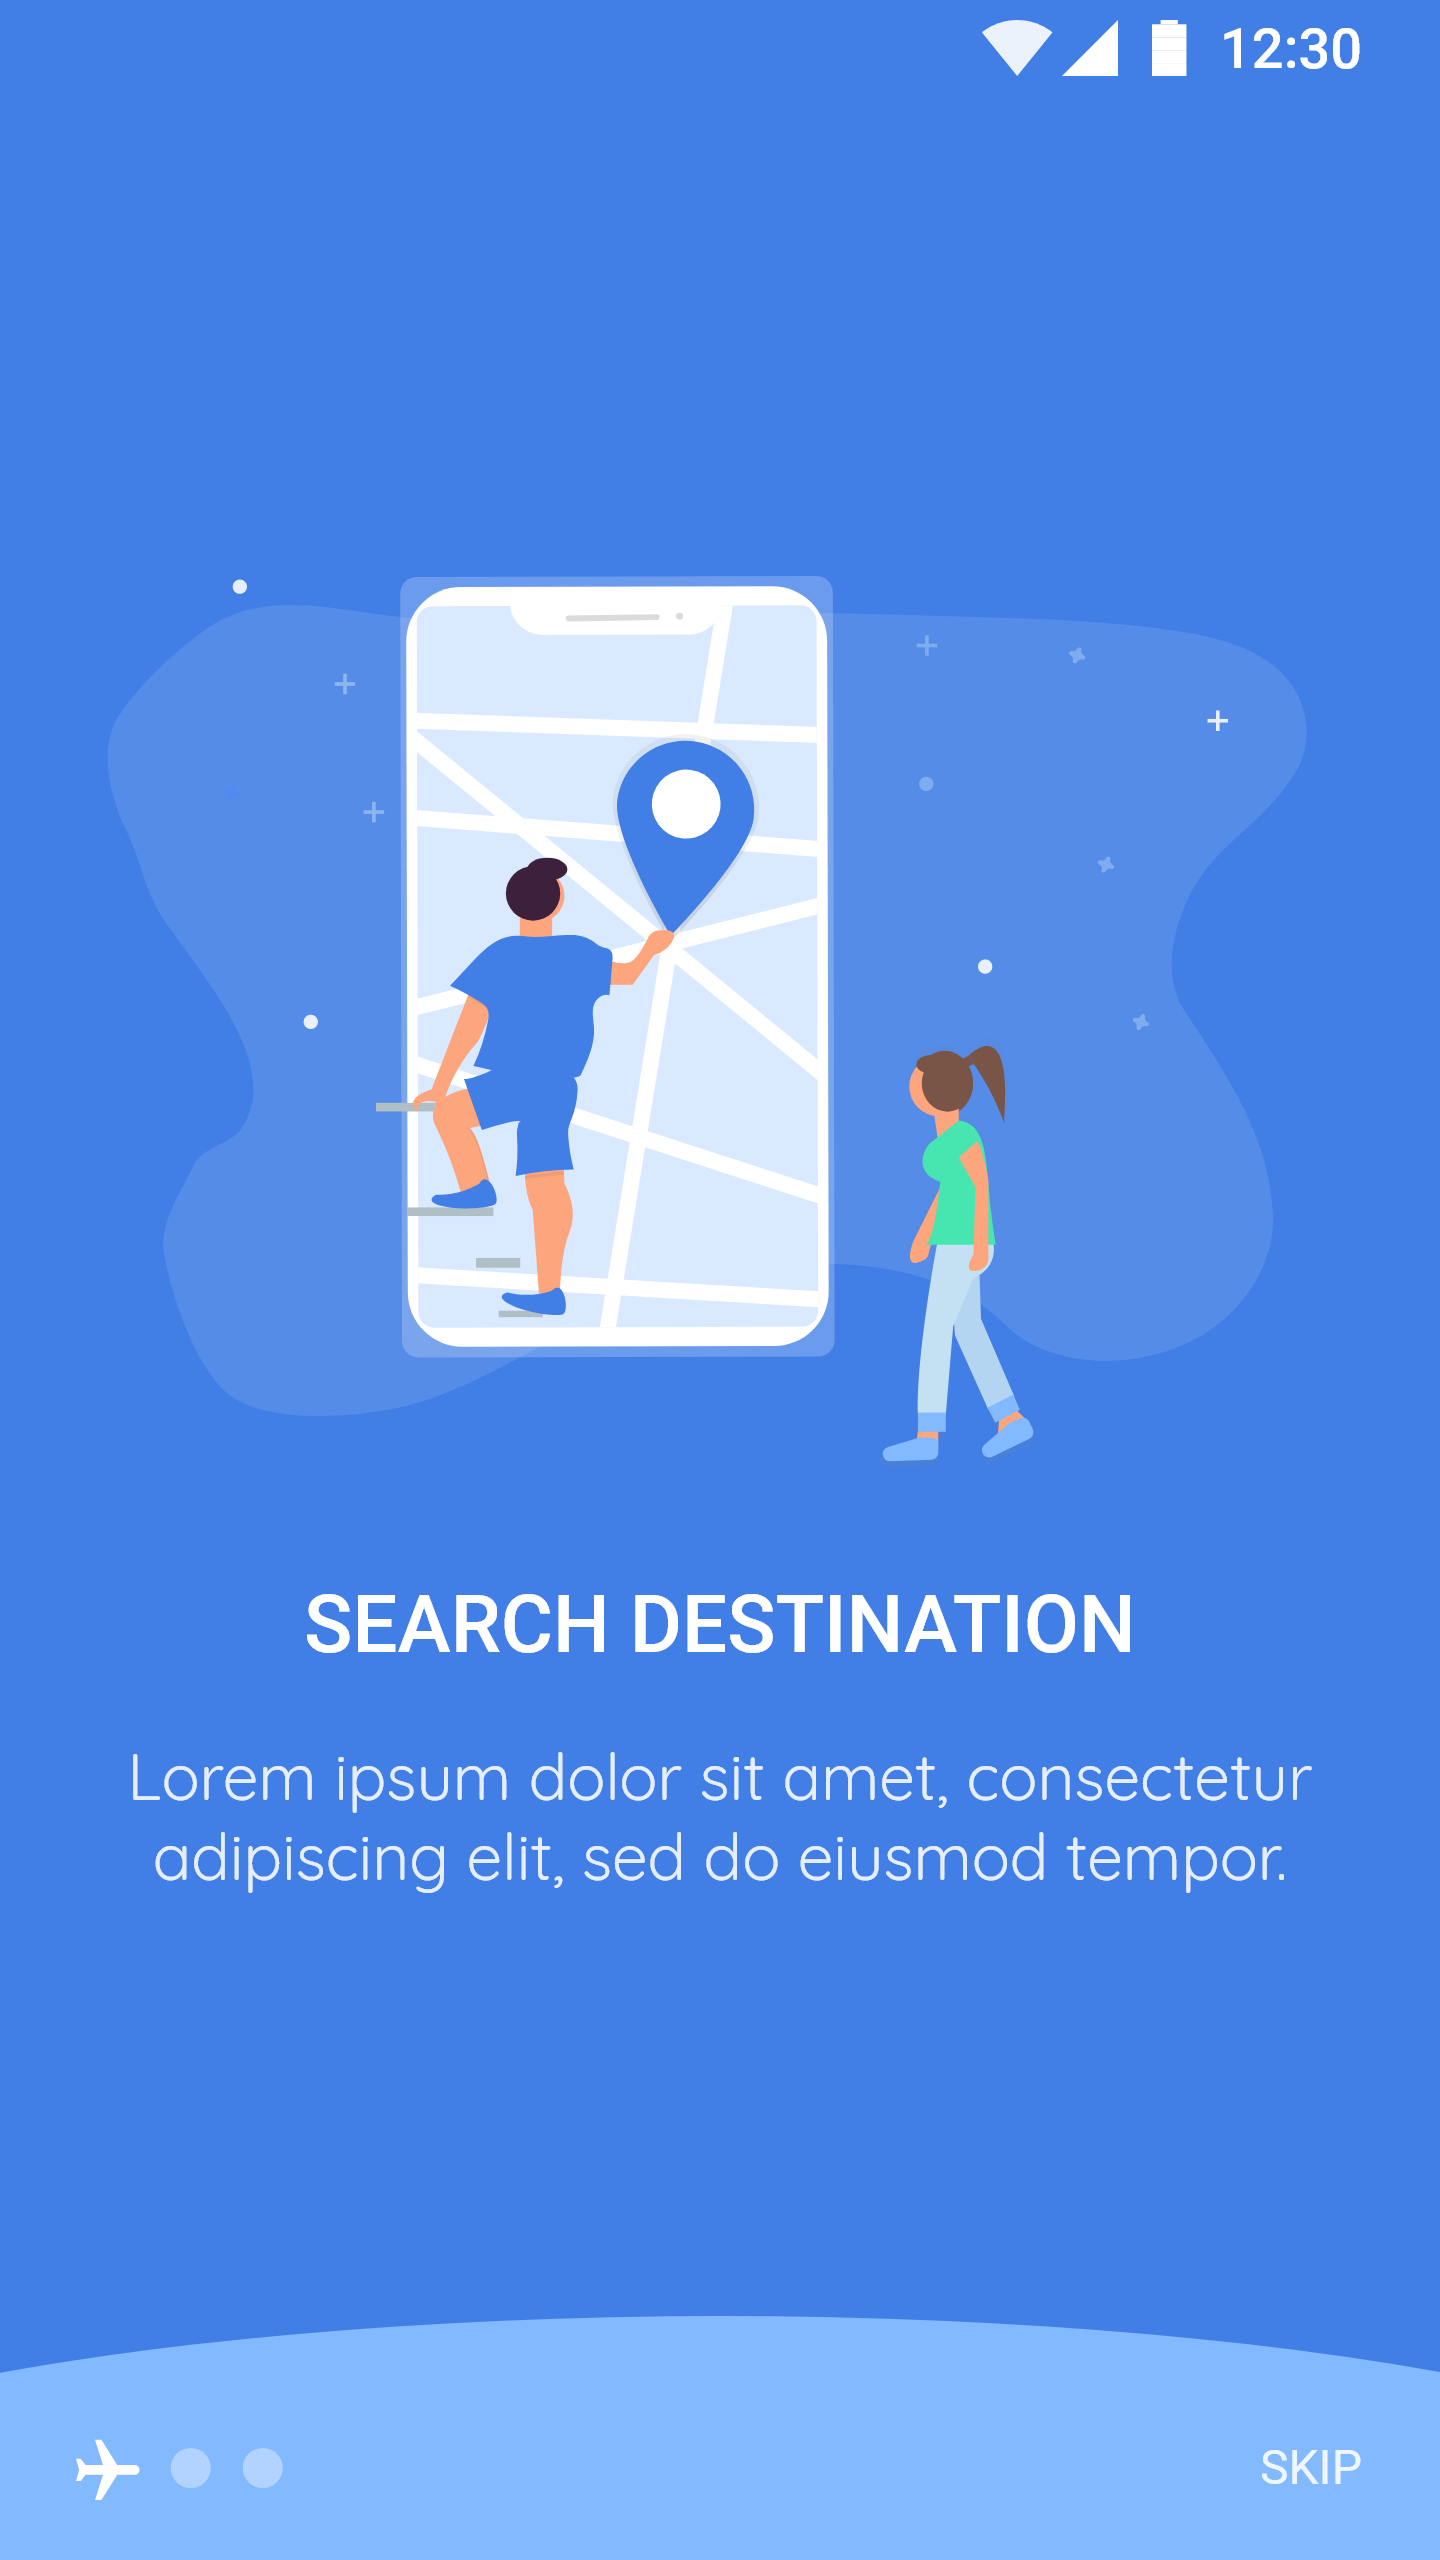 12:30
SEARCH DESTINATION
Lorem ipsum dolor sit amet, consectetur
adipiscing elit, sed do eiusmod tempor.
SKIP